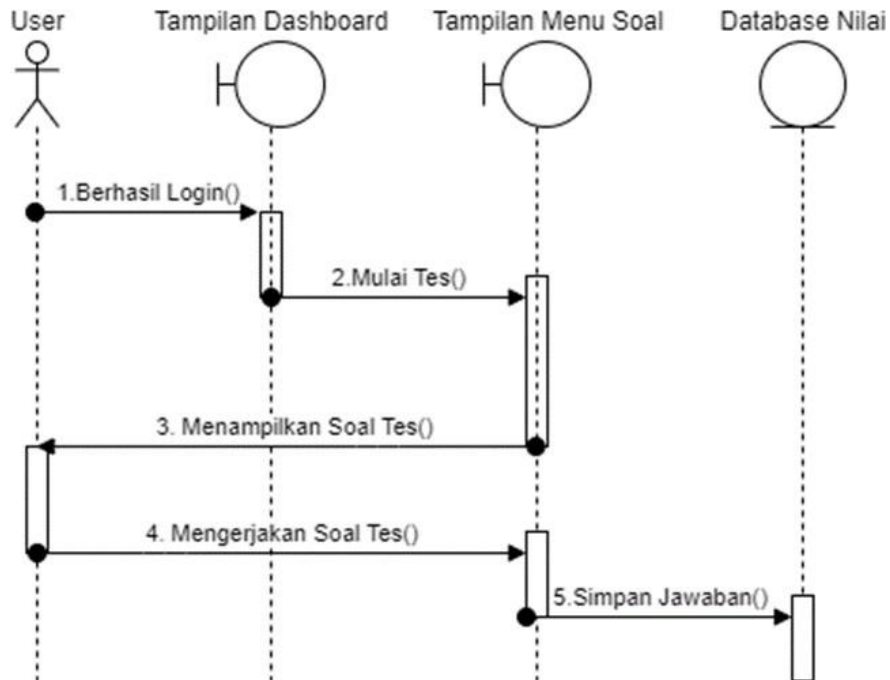 User
Tampilan Dashboard
Tampilan Menu Soal
Database Nilai
1.Berhasil Login()
2.Mulai Tes()
3. Menampilkan Soal Tes()
4. Mengerjakan Soal Tes()
5.Simpan Jawaban()